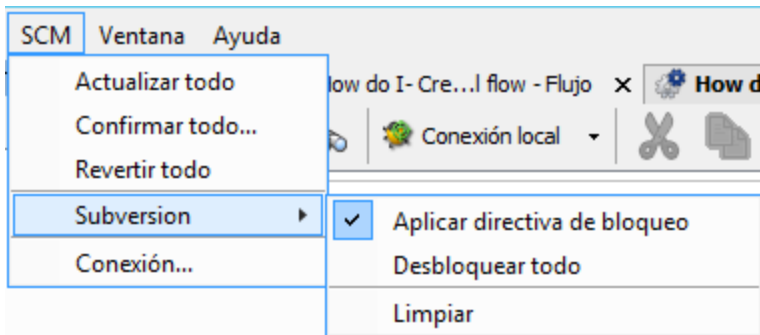 SCM Ventana Ayuda
Actualizar todo
How do I- Cre...l flow - Flujo
How d
Confirmar todo...
Conexión local
Revertir todo
Subversion
Aplicar directiva de bloqueo
Conexión...
Desbloquear todo
Limpiar